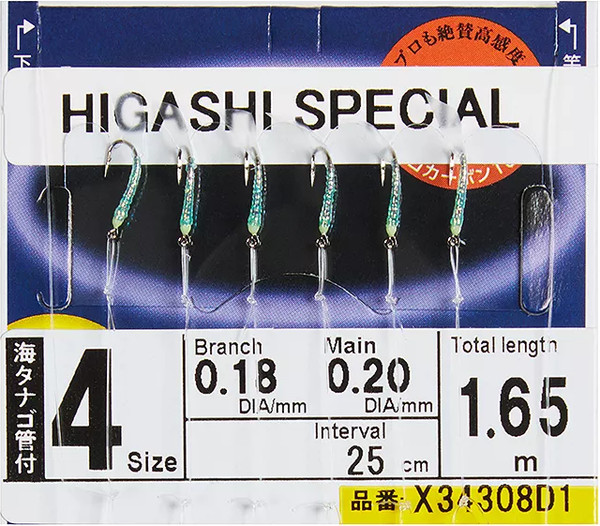 プロも絶賛高感度
下
HIGASHI SPECIAL
海タナゴ管付
4
Size
Branch
0.18
DIA/mm
Main
0.20
DIA/mm
Interval
25 cm
Total length
1.65
m
品番:X34308D1